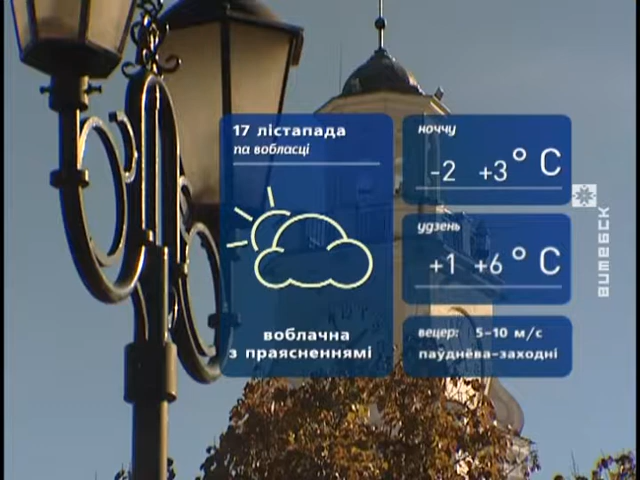 17 лістапада
па вобласці
воблачна
з праясненнямі
ноччу
-2 +3° C
удзень
+1 +6° C
вецер: 5-10 м/с
паўднёва-заходні
ВИТЕБСК